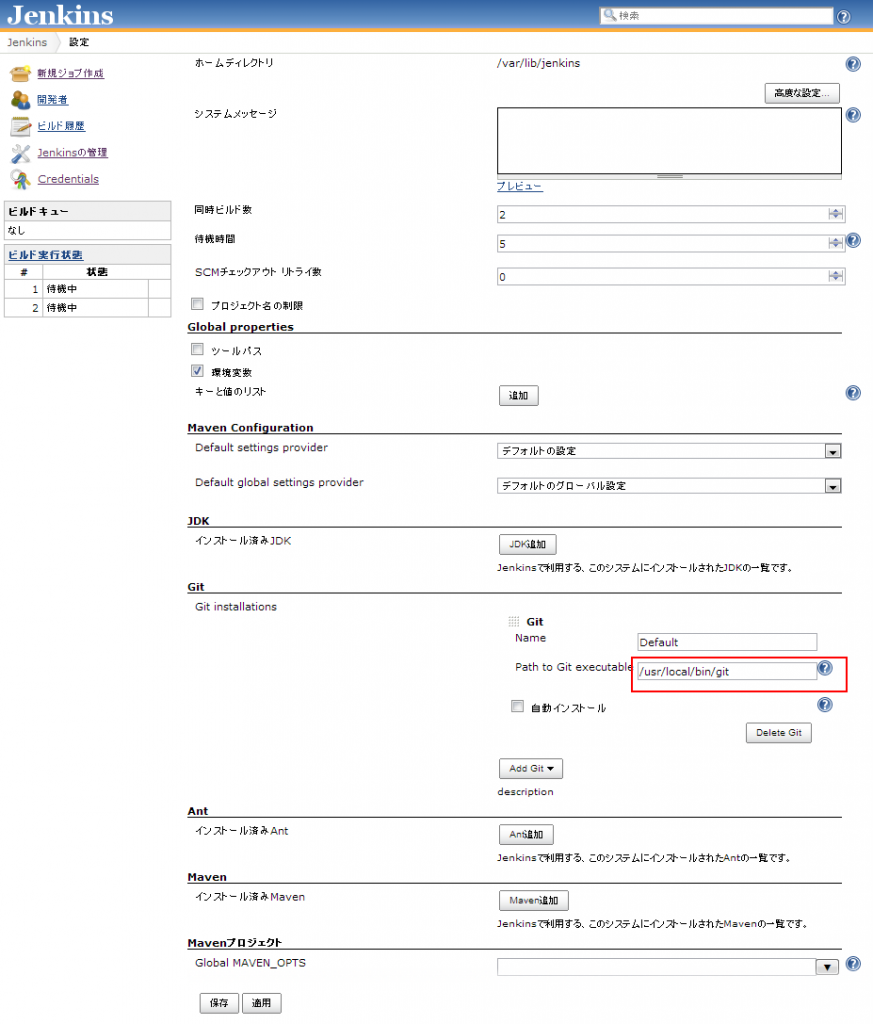 Jenkins
検索
Jenkins
設定
新規ジョブ作成
開発者
ビルド履歴
Jenkinsの管理
Credentials
ビルドキュー
なし
ビルド実行状態
# 状態
1 待機中
2 待機中
ホームディレクトリ /var/lib/jenkins
高度な設定...
システムメッセージ
プレビュー
同時ビルド数 2
待機時間 5
SCMチェックアウト リトライ数 0
プロジェクト名の制限
Global properties
ツールパス
環境変数
キーと値のリスト 追加
Maven Configuration
Default settings provider デフォルトの設定
Default global settings provider デフォルトのグローバル設定
JDK
インストール済みJDK JDK追加
Jenkinsで利用する、このシステムにインストールされたJDKの一覧です。
Git
Git installations
Git
Name Default
Path to Git executable /usr/local/bin/git
自動インストール
Delete Git
Add Git
description
Ant
インストール済みAnt Ant追加
Jenkinsで利用する、このシステムにインストールされたAntの一覧です。
Maven
インストール済みMaven Maven追加
Jenkinsで利用する、このシステムにインストールされたMavenの一覧です。
Mavenプロジェクト
Global MAVEN_OPTS
保存 適用